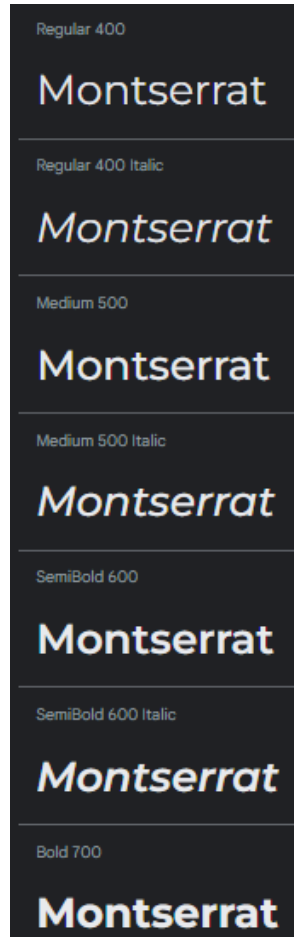 Regular 400
Montserrat
Regular 400 Italic
Montserrat
Medium 500
Montserrat
Medium 500 Italic
Montserrat
SemiBold 600
Montserrat
SemiBold 600 Italic
Montserrat
Bold 700
Montserrat